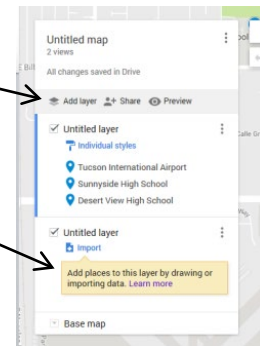 Untitled map
2 views
All changes saved in Drive
Add layer Share Preview
Untitled layer
Individual styles
Tucson International Airport
Sunnyside High School
Desert View High School
Untitled layer
Import
Add places to this layer by drawing or
importing data. Learn more
Base map